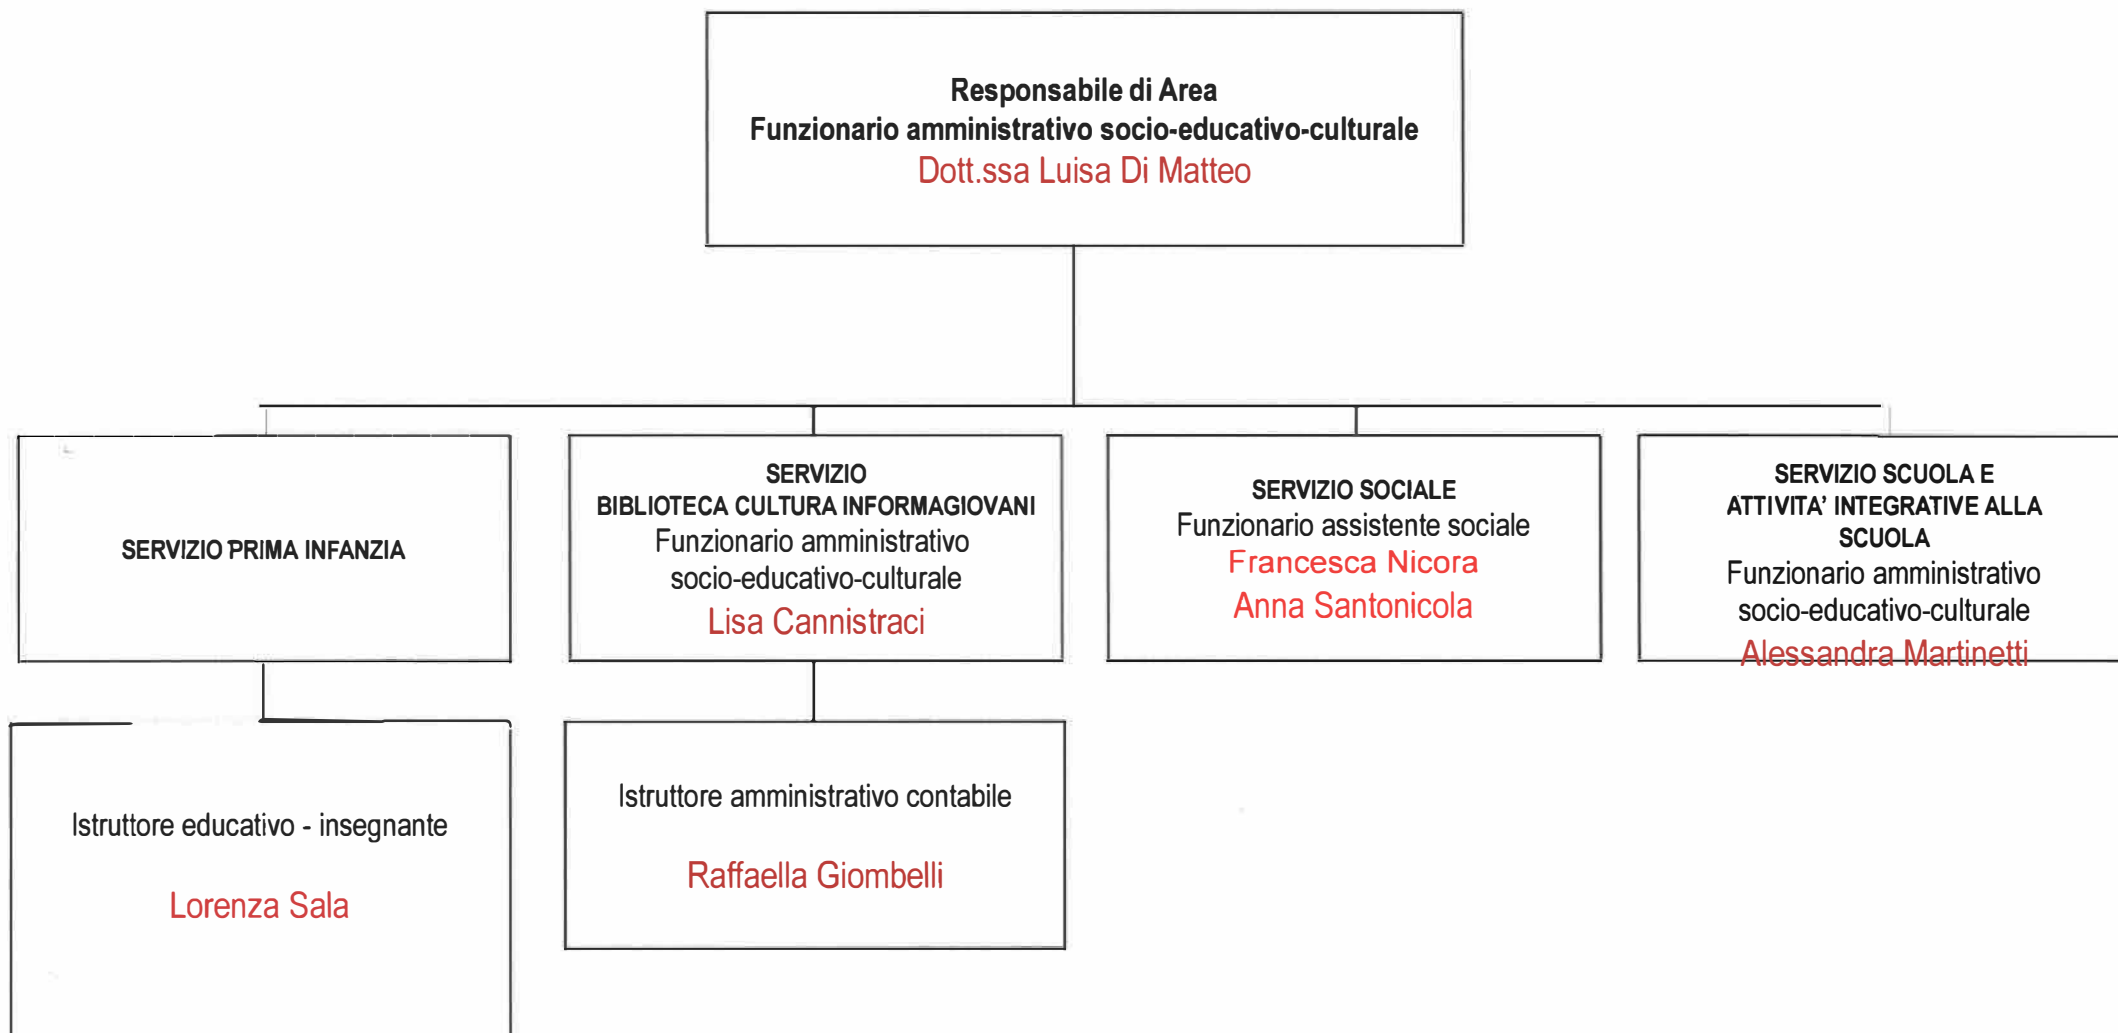 Responsabile di Area
Funzionario amministrativo socio-educativo-culturale
Dott.ssa Luisa Di Matteo
SERVIZIO PRIMA INFANZIA
SERVIZIO
BIBLIOTECA CULTURA INFORMAGIOVANI
Funzionario amministrativo
socio-educativo-culturale
Lisa Cannistraci
SERVIZIO SOCIALE
Funzionario assistente sociale
Francesca Nicora
Anna Santonicola
SERVIZIO SCUOLA E
ATTIVITA' INTEGRATIVE ALLA
SCUOLA
Funzionario amministrativo
socio-educativo-culturale
Alessandra Martinetti
Istruttore educativo - insegnante
Lorenza Sala
Istruttore amministrativo contabile
Raffaella Giombelli